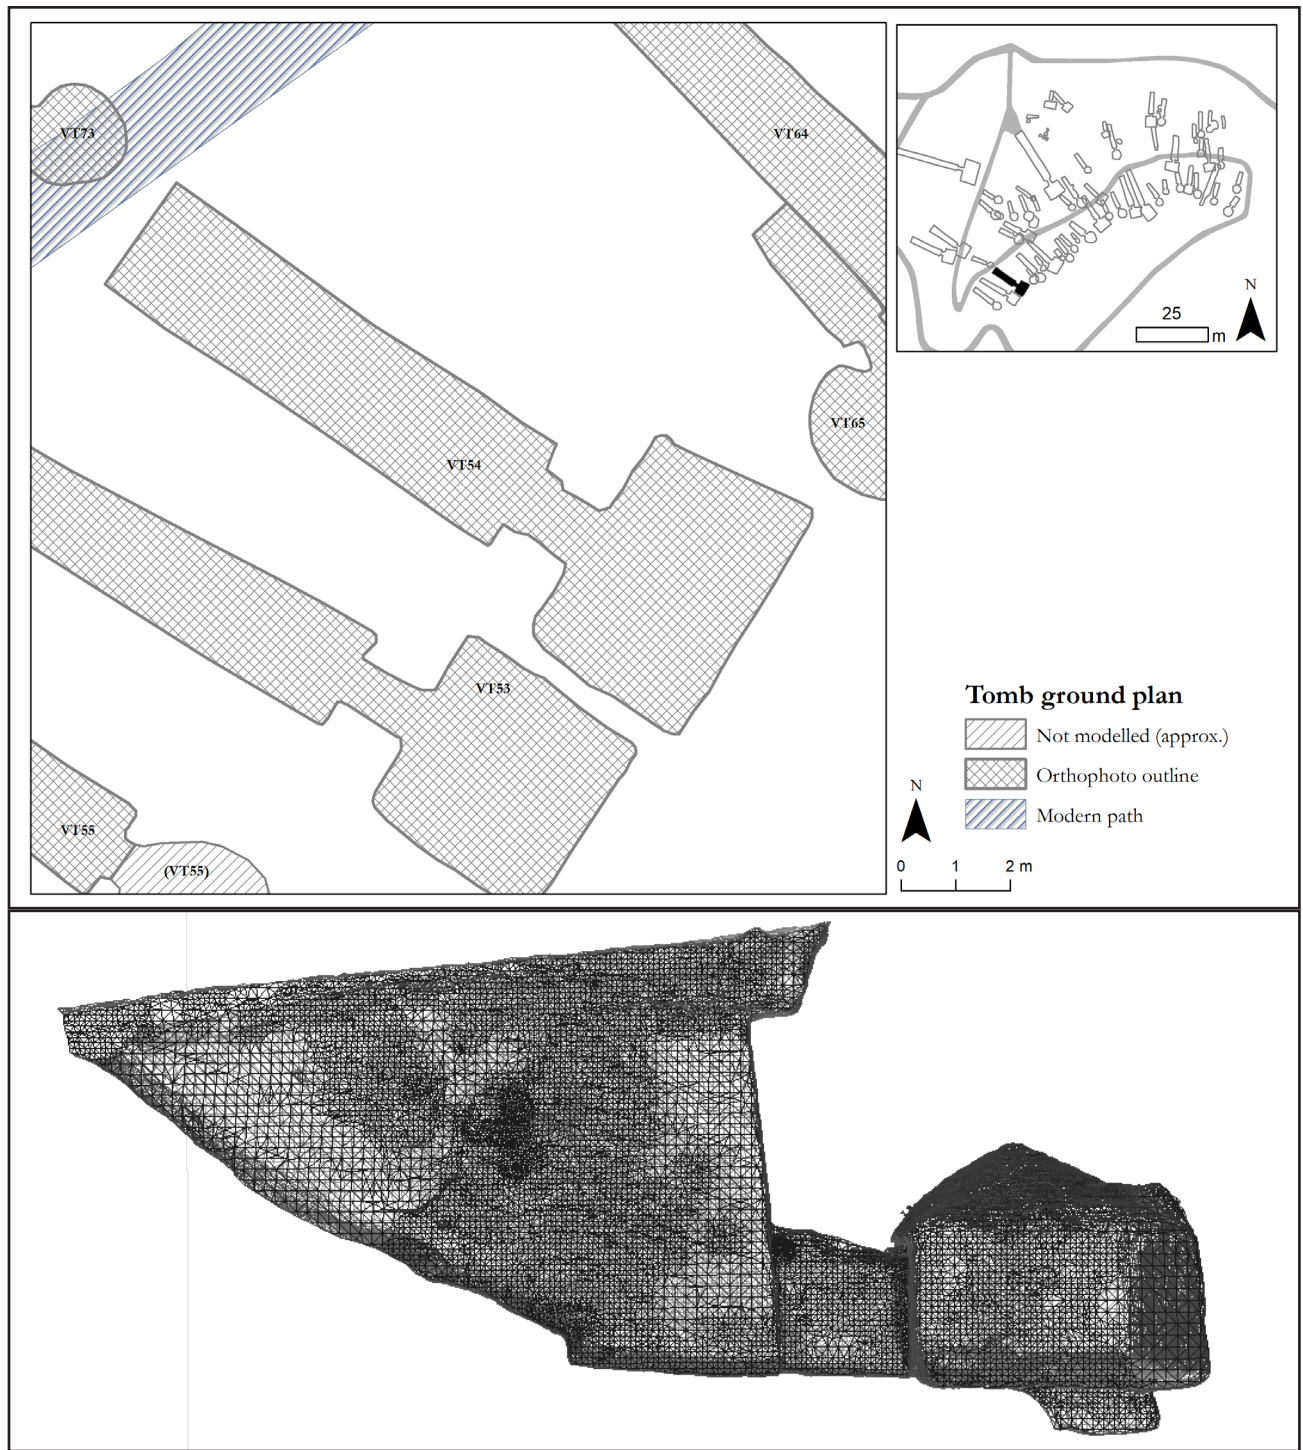 VT73
VT64
VT65
VT54
VT53
VT55
(VT55)
N
25
m
Tomb ground plan
Not modelled (approx.)
Orthophoto outline
Modern path
N
0 1 2 m